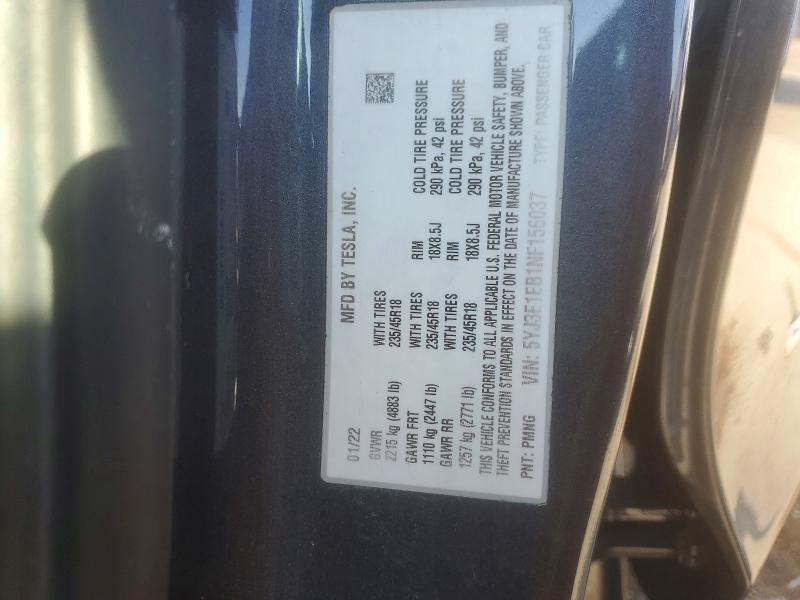 01/22 MFD BY TESLA, INC.
GVWR WITH TIRES
2215 kg (4883 lb) 235/45R18
GAWR FRT WITH TIRES RIM COLD TIRE PRESSURE
1110 kg (2447 lb) 235/45R18 18X8.5J 290 kPa, 42 psi
GAWR RR WITH TIRES RIM COLD TIRE PRESSURE
1257 kg (2771 lb) 235/45R18 18X8.5J 290 kPa, 42 psi
THIS VEHICLE CONFORMS TO ALL APPLICABLE U.S. FEDERAL MOTOR VEHICLE SAFETY, BUMPER, AND
THEFT PREVENTION STANDARDS IN EFFECT ON THE DATE OF MANUFACTURE SHOWN ABOVE.
PNT: PMNG VIN: 5YJ3E1EB1NF156037 TYPE: PASSENGER CAR